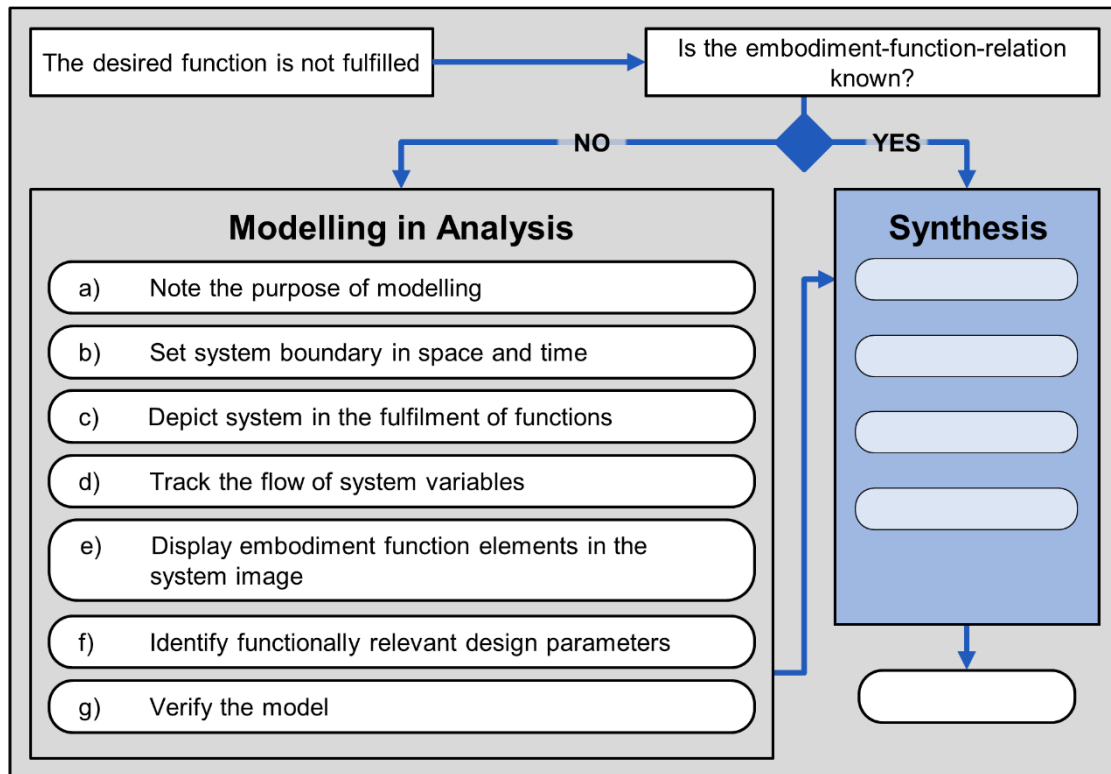 The desired function is not fulfilled
Is the embodiment-function-relation
known?
NO
YES
Modelling in Analysis
a) Note the purpose of modelling
b) Set system boundary in space and time
c) Depict system in the fulfilment of functions
d) Track the flow of system variables
e) Display embodiment function elements in the
system image
f) Identify functionally relevant design parameters
g) Verify the model
Synthesis